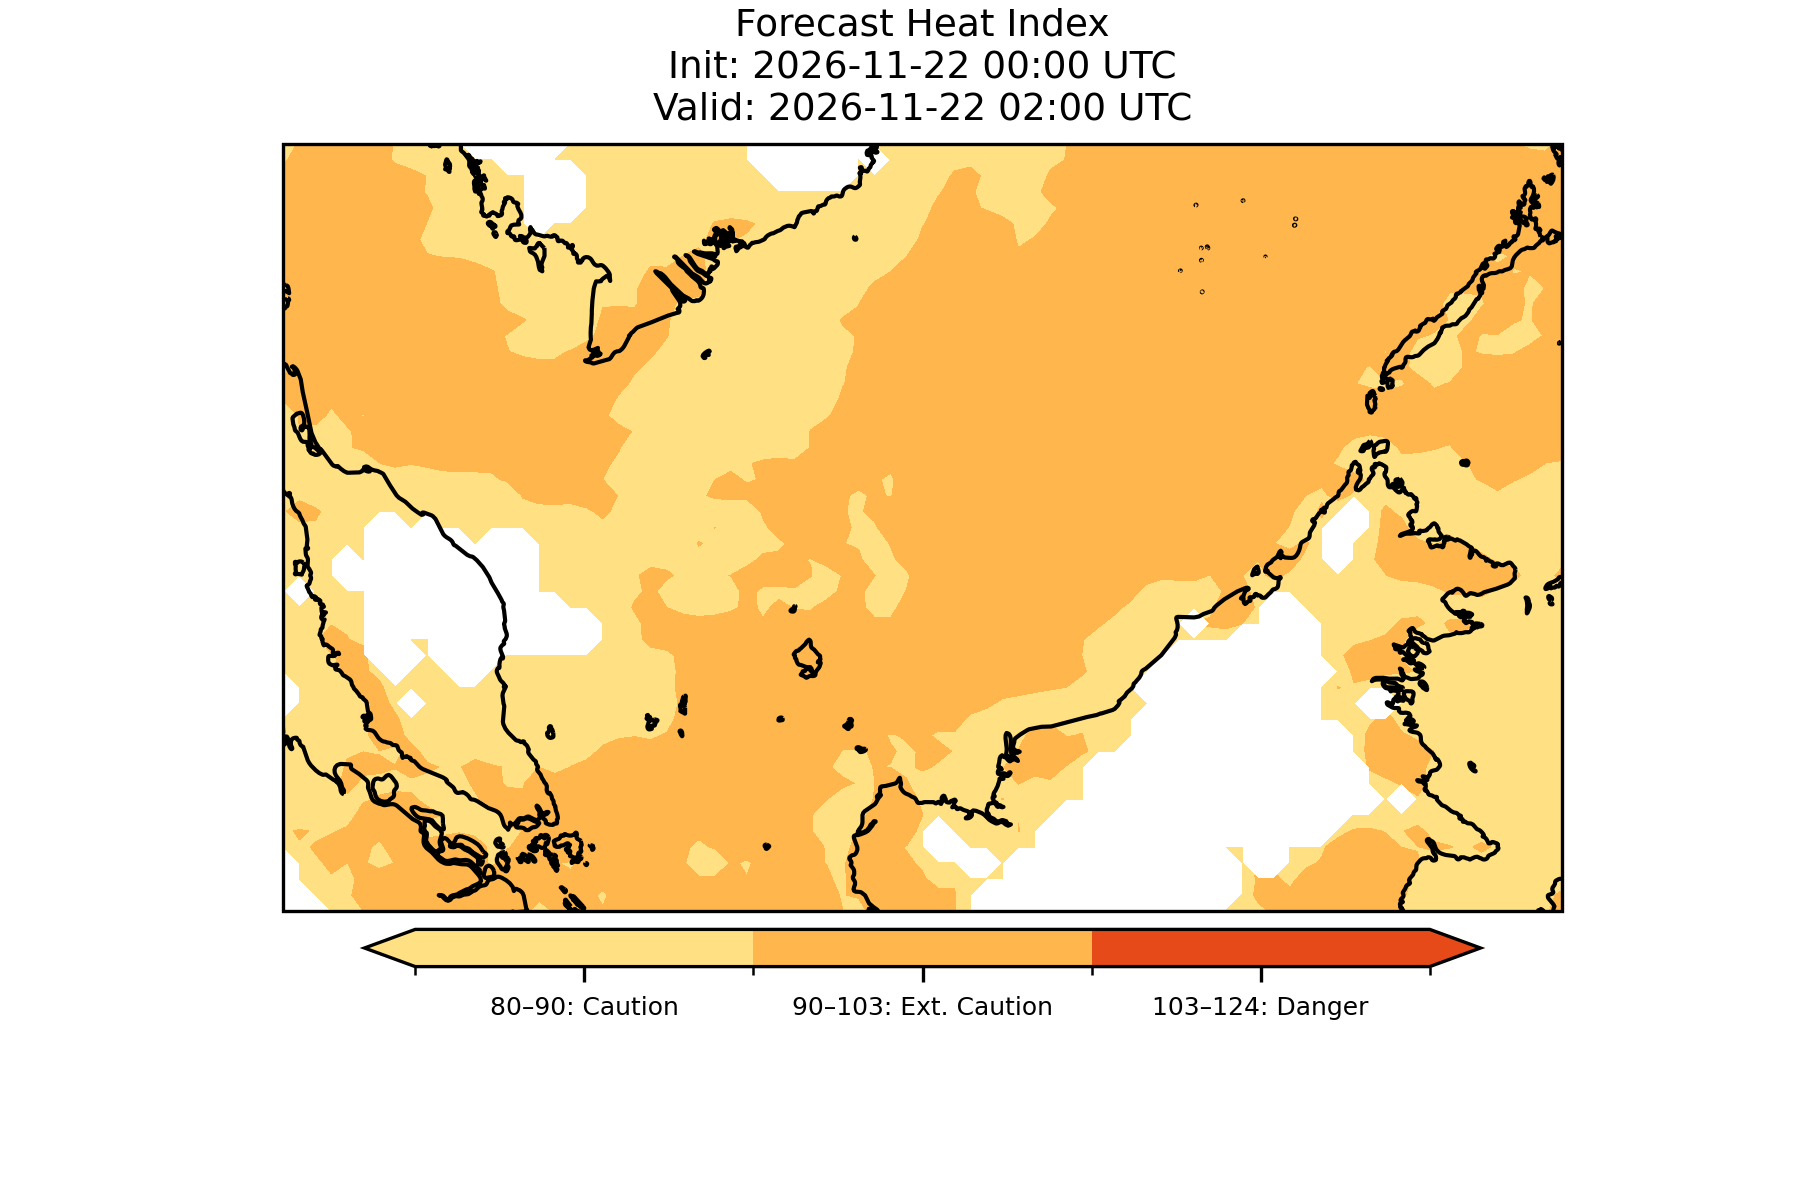 Forecast Heat Index
Init: 2026-11-22 00:00 UTC
Valid: 2026-11-22 02:00 UTC
80–90: Caution
90–103: Ext. Caution
103–124: Danger